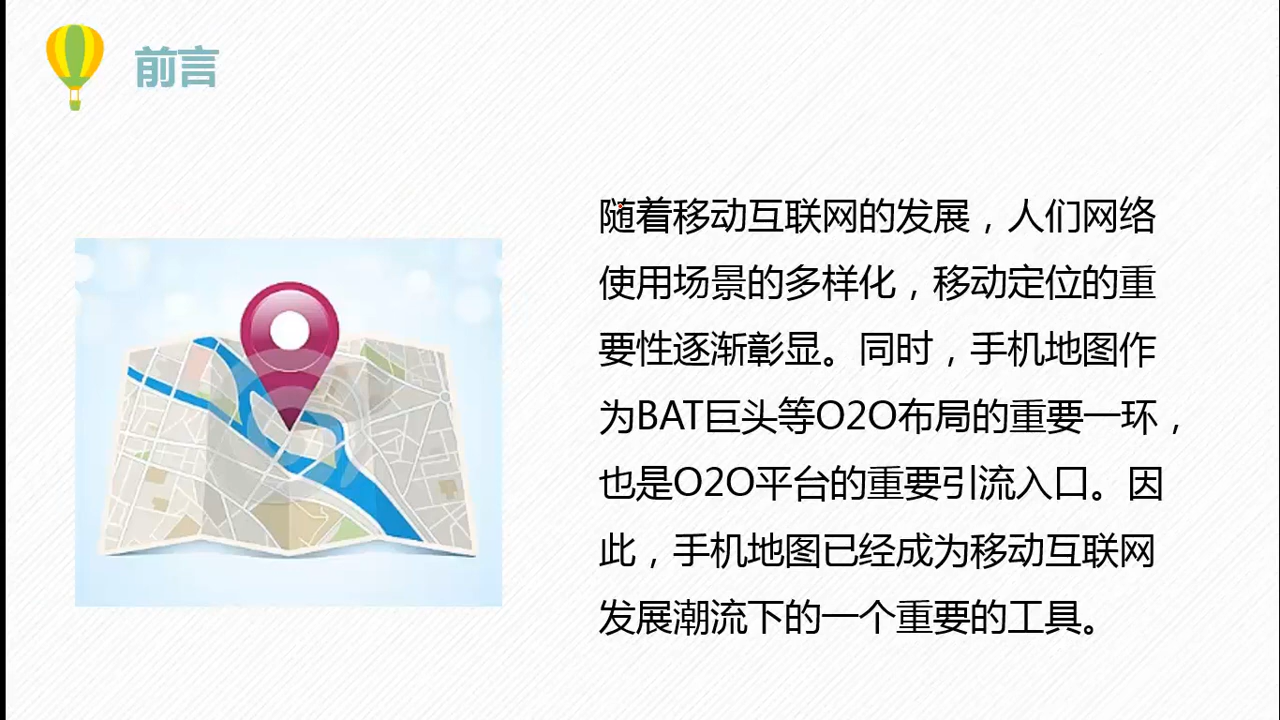 前言
随着移动互联网的发展，人们网络
使用场景的多样化，移动定位的重
要性逐渐彰显。同时，手机地图作
为BAT巨头等O2O布局的重要一环，
也是O2O平台的重要引流入口。因
此，手机地图已经成为移动互联网
发展潮流下的一个重要的工具。